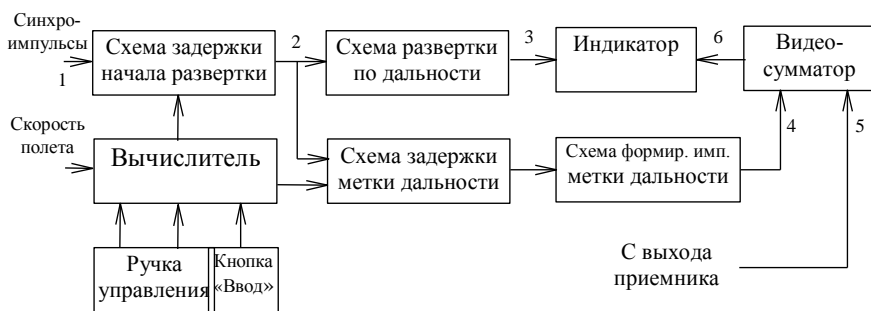 Синхро-
импульсы
1
Схема задержки
начала развертки
2
Схема развертки
по дальности
3
Индикатор
6
Видео-
сумматор
Скорость
полета
Вычислитель
Схема задержки
метки дальности
Схема формир. имп.
метки дальности
4
5
Ручка
управления
Кнопка
«Ввод»
С выхода
приемника